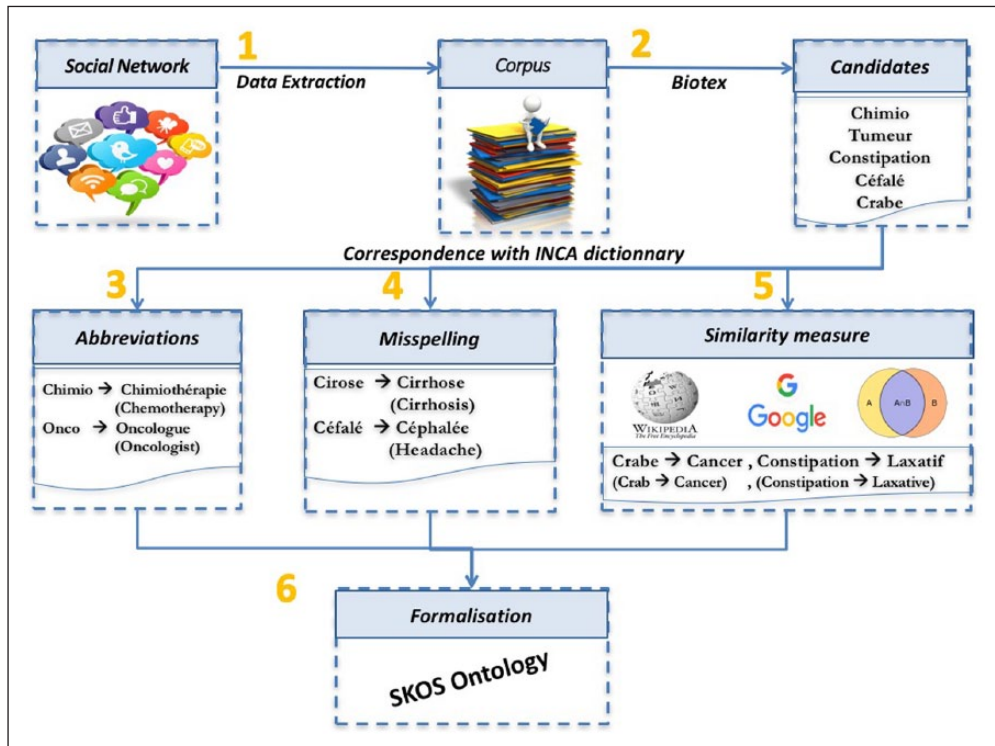 1
2
Social Network
Data Extraction
Corpus
Biotex
Candidates
Chimio
Tumeur
Constipation
Céfalé
Crabe
Correspondence with INCA dictionnary
3
4
5
Abbreviations
Chimio → Chimiothérapie
(Chemotherapy)
Onco → Oncologue
(Oncologist)
Misspelling
Cirose → Cirrhose
(Cirrhosis)
Céfalé → Céphalée
(Headache)
Similarity measure
WIKIPEDIA
The Free Encyclopedia
G
Google
A
A∩B
B
Crabe → Cancer , Constipation → Laxatif
(Crab → Cancer) , (Constipation → Laxative)
6
Formalisation
SKOS Ontology